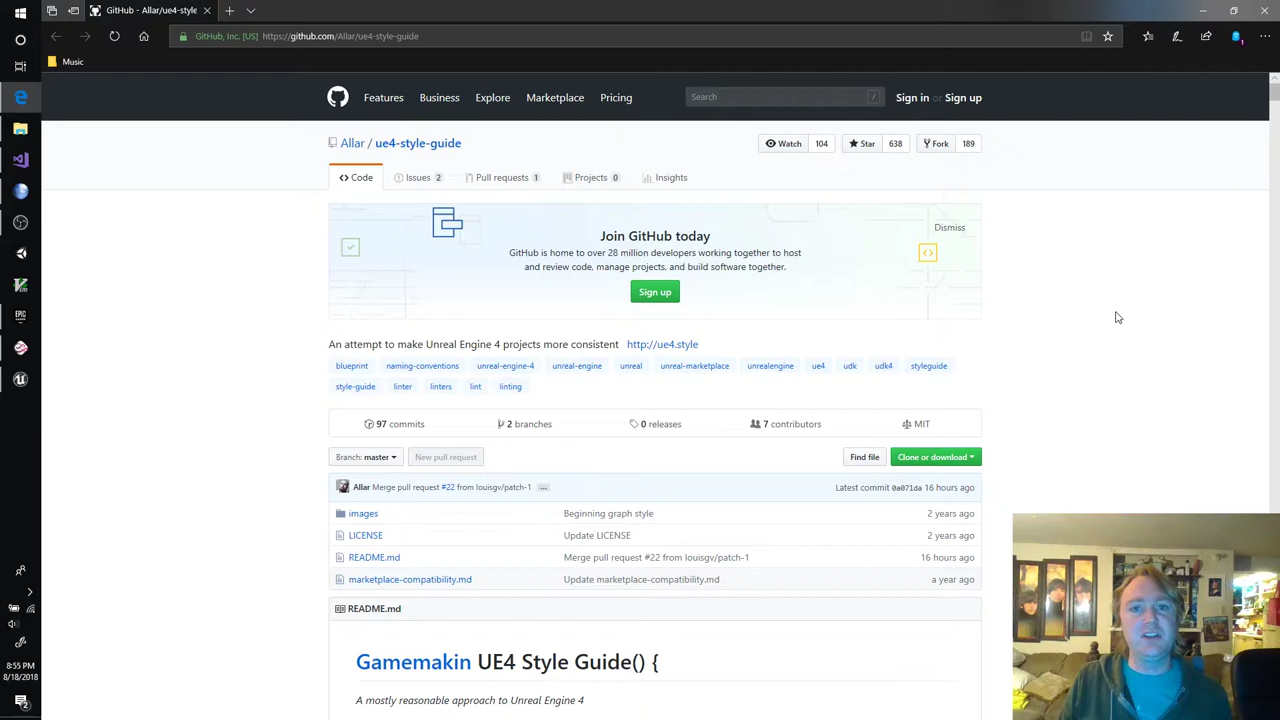 GitHub - Allar/ue4-style
GitHub, Inc. [US] https://github.com/Allar/ue4-style-guide
Music
Features Business Explore Marketplace Pricing Search / Sign in or Sign up
Allar / ue4-style-guide Watch 104 Star 638 Fork 189
Code Issues 2 Pull requests 1 Projects 0 Insights
Dismiss
Join GitHub today
GitHub is home to over 28 million developers working together to host
and review code, manage projects, and build software together.
Sign up
An attempt to make Unreal Engine 4 projects more consistent http://ue4.style
blueprint naming-conventions unreal-engine-4 unreal-engine unreal unreal-marketplace unrealengine ue4 udk udk4 styleguide
style-guide linter linters lint linting
97 commits 2 branches 0 releases 7 contributors MIT
Branch: master New pull request Find file Clone or download
Allar Merge pull request #22 from louisgv/patch-1 ... Latest commit 0a071da 16 hours ago
images Beginning graph style 2 years ago
LICENSE Update LICENSE 2 years ago
README.md Merge pull request #22 from louisgv/patch-1 16 hours ago
marketplace-compatibility.md Update marketplace-compatibility.md a year ago
README.md
Gamemakin UE4 Style Guide() {
A mostly reasonable approach to Unreal Engine 4
EPIC
8:55 PM
8/18/2018
2